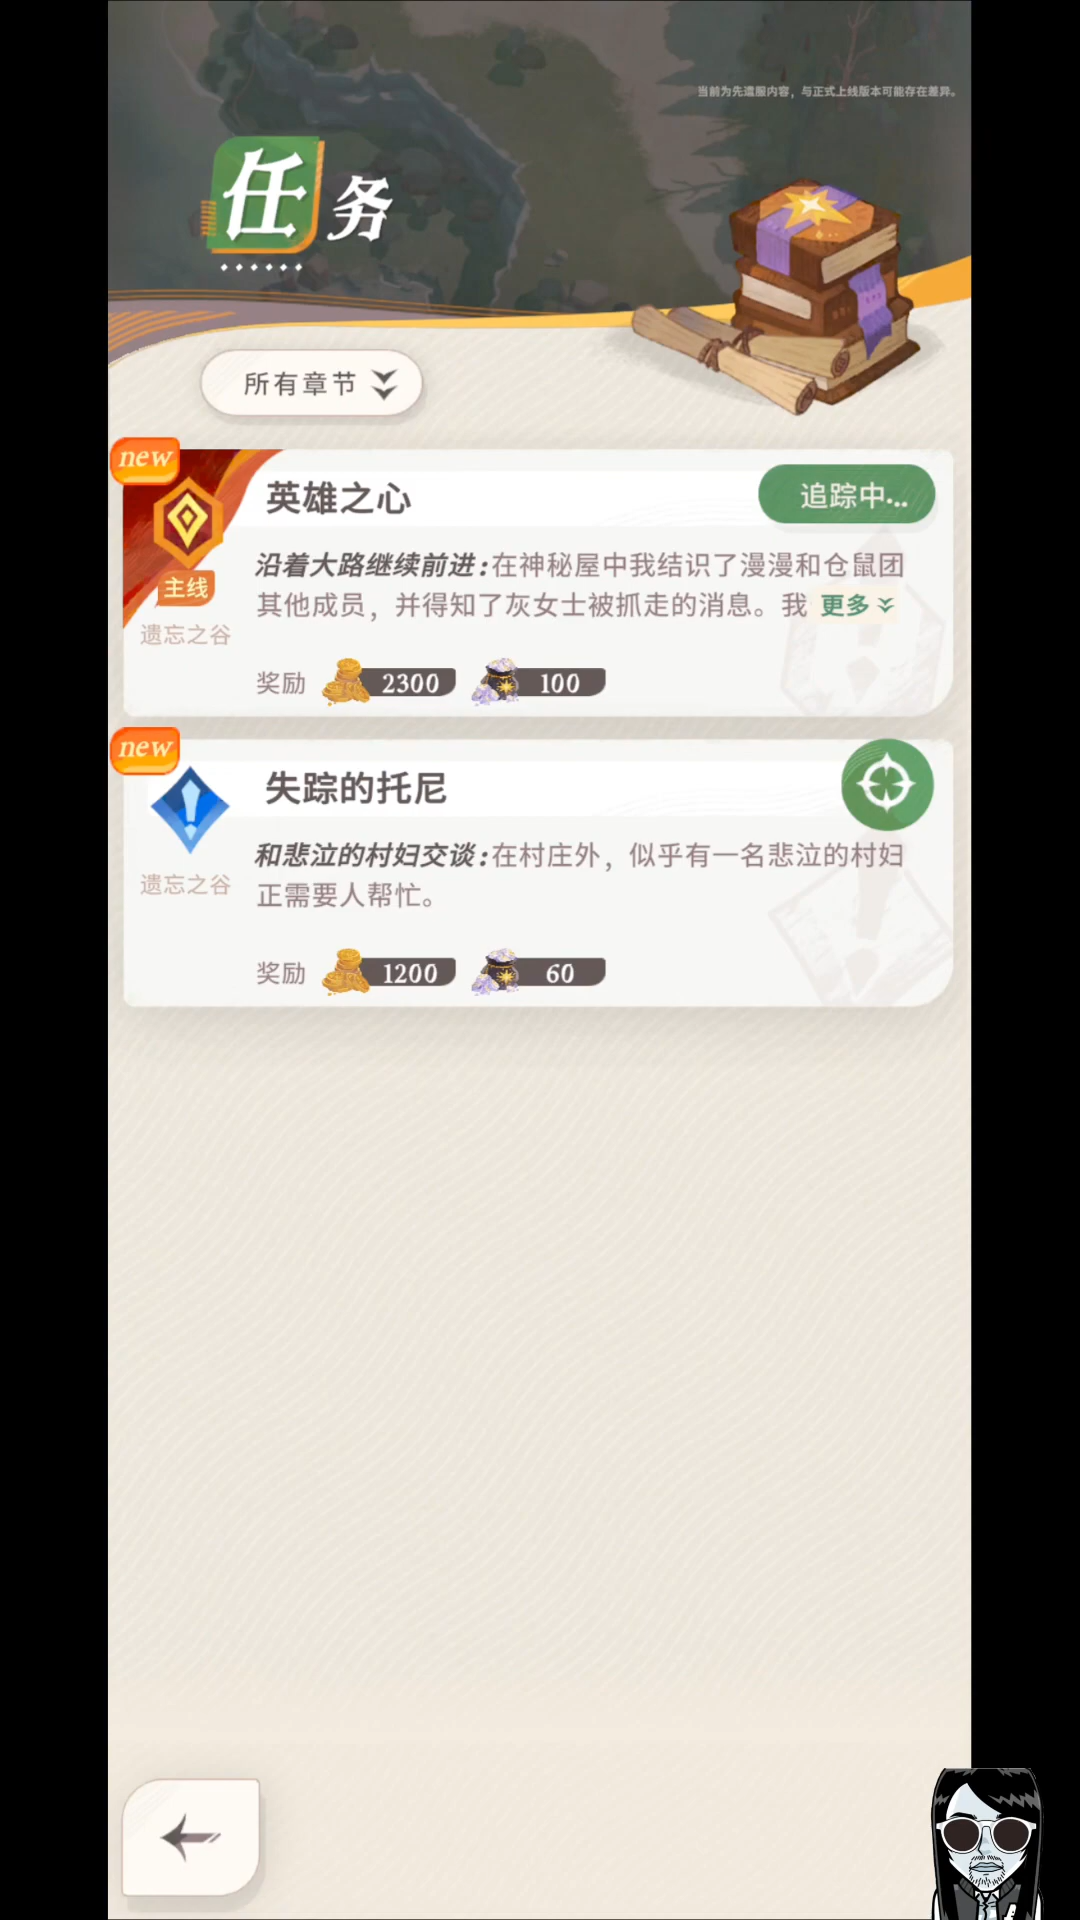 当前为先遣服内容，与正式上线版本可能存在差异。
任务
所有章节
new
英雄之心
追踪中...
主线
遗忘之谷
沿着大路继续前进:在神秘屋中我结识了漫漫和仓鼠团
其他成员，并得知了灰女士被抓走的消息。我 更多
奖励 2300 100
new
失踪的托尼
遗忘之谷
和悲泣的村妇交谈:在村庄外，似乎有一名悲泣的村妇
正需要人帮忙。
奖励 1200 60